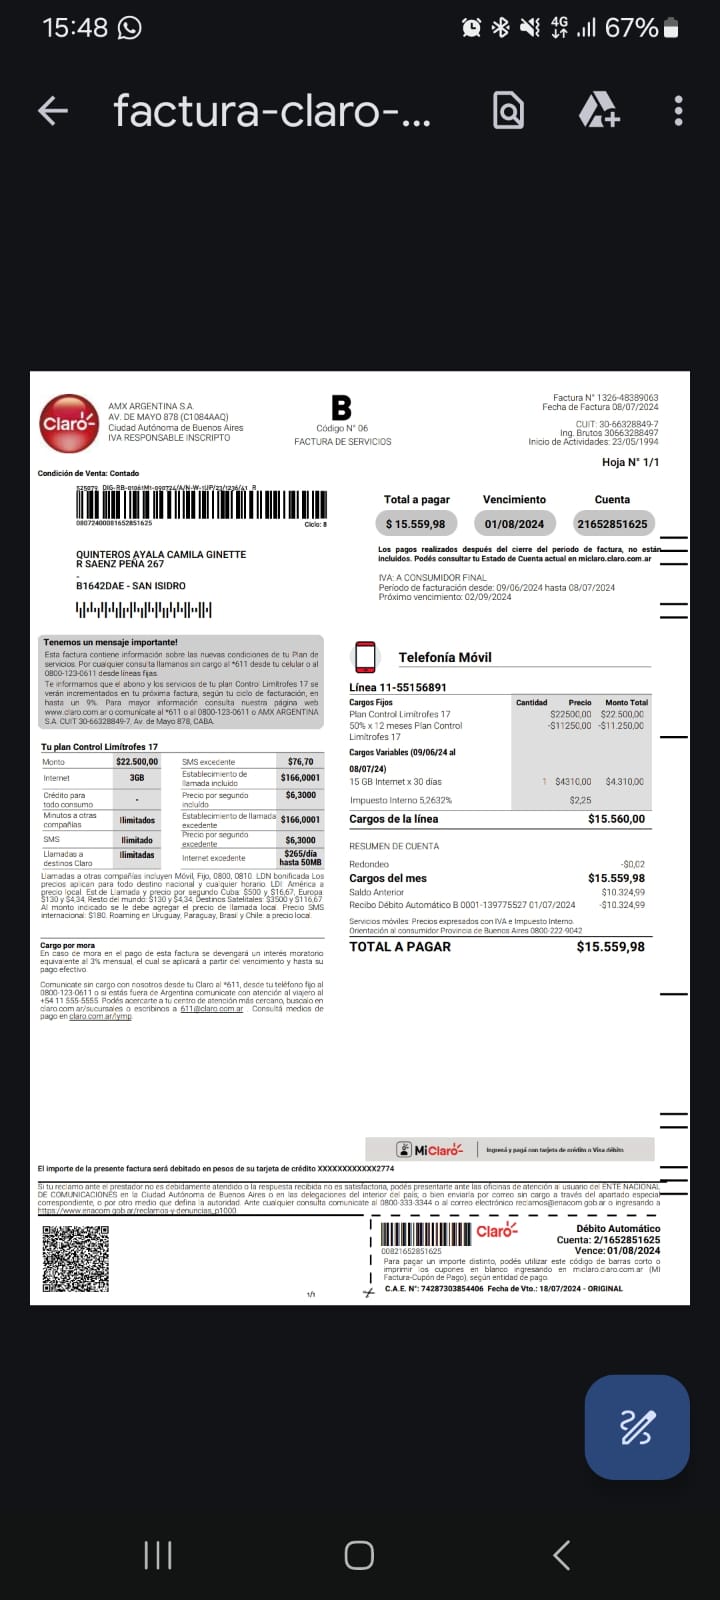 15:48
4G
67%
factura-claro-...
Claro
AMX ARGENTINA S.A.
AV. DE MAYO 878 (C1084AAQ)
Ciudad Autónoma de Buenos Aires
IVA RESPONSABLE INSCRIPTO
B
Código N° 06
FACTURA DE SERVICIOS
Factura N° 1326-48389063
Fecha de Factura 08/07/2024
CUIT: 30-66328849-7
Ing. Brutos 30663288497
Inicio de Actividades: 23/05/1994
Hoja N° 1/1
Condición de Venta: Contado
0807240081652851625
Ciclo: 8
Total a pagar
Vencimiento
Cuenta
$ 15.559,98
01/08/2024
21652851625
Los pagos realizados después del cierre del periodo de factura, no están
incluidos. Podés consultar tu Estado de Cuenta actual en miclaro.claro.com.ar
QUINTEROS AYALA CAMILA GINETTE
R SAENZ PEÑA 267
-
B1642DAE - SAN ISIDRO
IVA: A CONSUMIDOR FINAL
Período de facturación desde: 09/06/2024 hasta 08/07/2024
Próximo vencimiento: 02/09/2024
Tenemos un mensaje importante!
Esta factura contiene información sobre las nuevas condiciones de tu Plan de
servicios. Por cualquier consulta llamanos sin cargo al *611 desde tu celular o al
0800-123-0611 desde líneas fijas.
Te informamos que el abono y los servicios de tu plan Control Limítrofes 17 se
verán incrementados en tu próxima factura, según tu ciclo de facturación, en
hasta un 9%. Para mayor información consulta nuestra página web
www.claro.com.ar o comunícate al *611 o al 0800-123-0611 o AMX ARGENTINA
S.A. CUIT 30-66328849-7, Av. de Mayo 878, CABA.
Tu plan Control Limítrofes 17
Monto $22.500,00 SMS excedente $76,70
Internet 3GB Establecimiento de llamada incluido $166,0001
Crédito para todo consumo - Precio por segundo incluído $6,3000
Minutos a otras compañías Ilimitados Establecimiento de llamada excedente $166,0001
SMS Ilimitado Precio por segundo excedente $6,3000
Llamadas a destinos Claro Ilimitadas Internet excedente $265/día hasta 50MB
Llamadas a otras compañías incluyen Móvil, Fijo, 0800, 0810. LDN bonificada Los
precios aplican para todo destino nacional y cualquier horario. LDI: América a
precio local. Est.de Llamada y precio por segundo Cuba: $500 y $16,67, Europa:
$130 y $4,34. Resto del mundo: $130 y $4,34. Destinos Satelitales: $3500 y $116,67.
Al monto indicado se le debe agregar el precio de llamada local. Precio SMS
internacional: $180. Roaming en Uruguay, Paraguay, Brasil y Chile: a precio local.
Cargo por mora
En caso de mora en el pago de esta factura se devengará un interés moratorio
equivalente al 3% mensual, el cual se aplicará a partir del vencimiento y hasta su
pago efectivo.
Comunicate sin cargo con nosotros desde tu Claro al *611, desde tu teléfono fijo al
0800-123-0611 o si estás fuera de Argentina comunicate con atención al viajero al
+54 11 555-5555. Podés acercarte a tu centro de atención más cercano, buscalo en
claro.com.ar/sucursales o escribinos a 611@claro.com.ar . Consultá medios de
pago en claro.com.ar/lymp.
Telefonía Móvil
Línea 11-55156891
Cargos Fijos Cantidad Precio Monto Total
Plan Control Limítrofes 17 $22500,00 $22.500,00
50% x 12 meses Plan Control -$11250,00 -$11.250,00
Limítrofes 17
Cargos Variables (09/06/24 al
08/07/24)
15 GB Internet x 30 días 1 $4310,00 $4.310,00
Impuesto Interno 5,2632% $2,25
Cargos de la línea $15.560,00
RESUMEN DE CUENTA
Redondeo -$0,02
Cargos del mes $15.559,98
Saldo Anterior $10.324,99
Recibo Débito Automático B 0001-139775527 01/07/2024 -$10.324,99
Servicios móviles: Precios expresados con IVA e Impuesto Interno.
Orientación al consumidor Provincia de Buenos Aires 0800-222-9042
TOTAL A PAGAR $15.559,98
MiClaro
Ingresá y pagá con tarjeta de crédito o Visa débito.
El importe de la presente factura será debitado en pesos de su tarjeta de crédito XXXXXXXXXXXX2774
Si tu reclamo ante el prestador no es debidamente atendido o la respuesta recibida no es satisfactoria, podés presentarte ante las oficinas de atención al usuario del ENTE NACIONAL
DE COMUNICACIONES en la Ciudad Autónoma de Buenos Aires o en las delegaciones del interior del país; o bien enviarla por correo sin cargo a través del apartado especial
correspondiente, o por otro medio que defina la autoridad. Ante cualquier consulta comunicate al 0800-333-3344 o al correo electrónico reclamos@enacom.gob.ar o ingresando a
https://www.enacom.gob.ar/reclamos-y-denuncias_p1000.
Claro
00821652851625
Débito Automático
Cuenta: 2/1652851625
Vence: 01/08/2024
Para pagar un importe distinto, podés utilizar este código de barras corto o
imprimir los cupones en blanco ingresando en miclaro.claro.com.ar (MI
Factura-Cupón de Pago), según entidad de pago.
C.A.E. N°: 74287303854406 Fecha de Vto.: 18/07/2024 - ORIGINAL
1/1